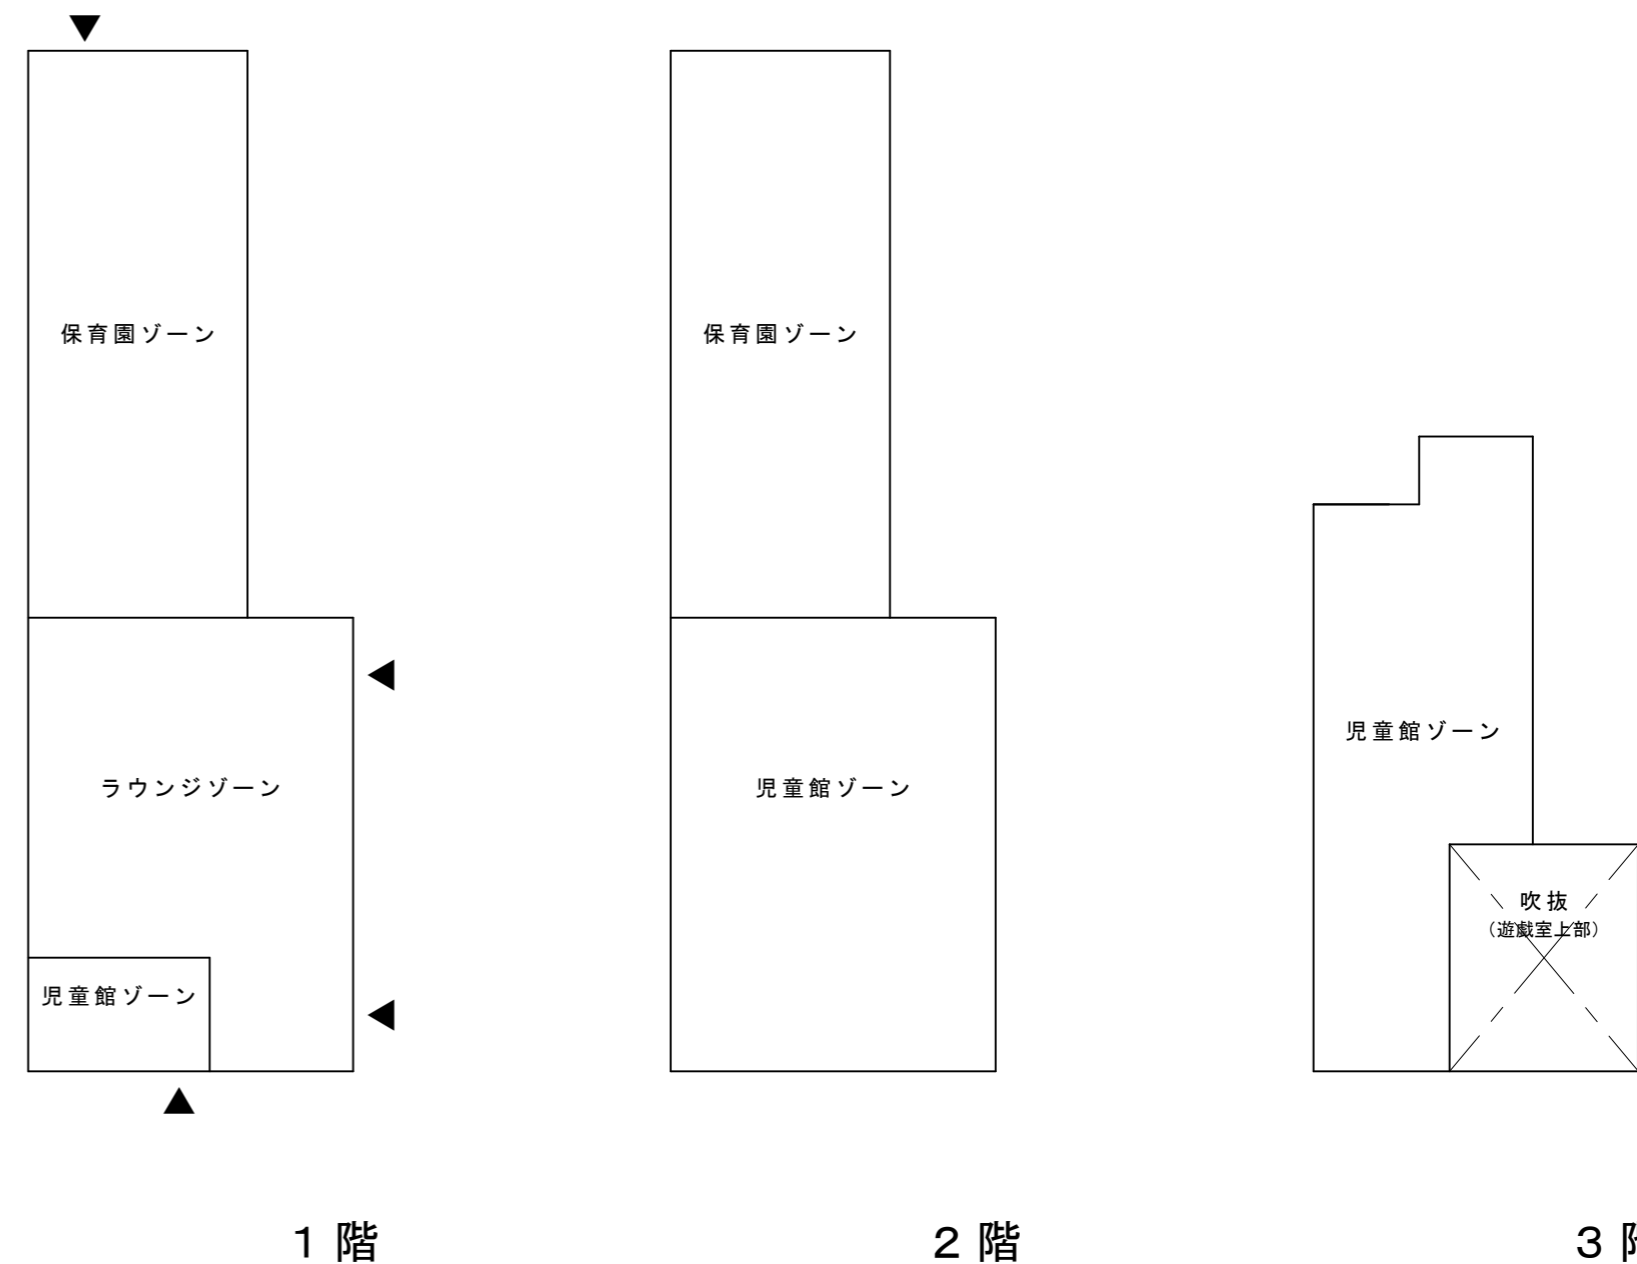 保育園ゾーン
ラウンジゾーン
児童館ゾーン
1階
保育園ゾーン
児童館ゾーン
2階
児童館ゾーン
吹抜
（遊戯室上部）
3階